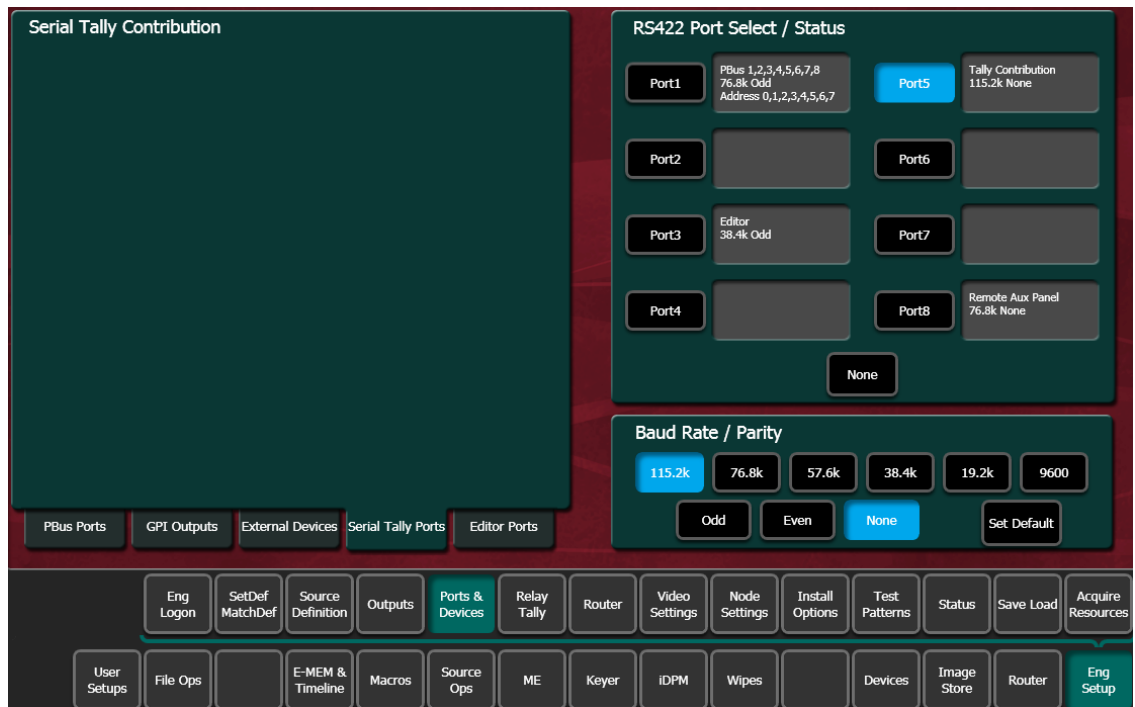 Serial Tally Contribution
PBus Ports
GPI Outputs
External Devices
Serial Tally Ports
Editor Ports
RS422 Port Select / Status
Port1
PBus 1,2,3,4,5,6,7,8
76.8k Odd
Address 0,1,2,3,4,5,6,7
Port5
Tally Contribution
115.2k None
Port2
Port6
Port3
Editor
38.4k Odd
Port7
Port4
Port8
Remote Aux Panel
76.8k None
None
Baud Rate / Parity
115.2k
76.8k
57.6k
38.4k
19.2k
9600
Odd
Even
None
Set Default
Eng
Logon
SetDef
MatchDef
Source
Definition
Outputs
Ports &
Devices
Relay
Tally
Router
Video
Settings
Node
Settings
Install
Options
Test
Patterns
Status
Save Load
Acquire
Resources
User
Setups
File Ops
E-MEM &
Timeline
Macros
Source
Ops
ME
Keyer
iDPM
Wipes
Devices
Image
Store
Router
Eng
Setup